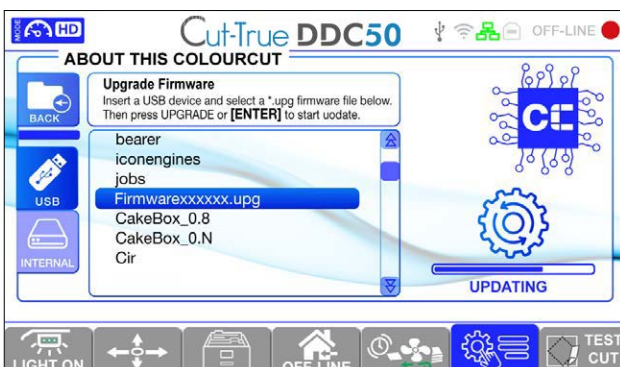 MODE
HD
Cut-True DDC50
OFF-LINE
ABOUT THIS COLOURCUT
BACK
Upgrade Firmware
Insert a USB device and select a *.upg firmware file below.
Then press UPGRADE or [ENTER] to start uodate.
CE
USB
INTERNAL
bearer
iconengines
jobs
Firmwarexxxxxx.upg
CakeBox_0.8
CakeBox_0.N
Cir
UPDATING
LIGHT ON
OFF-LINE
TEST
CUT